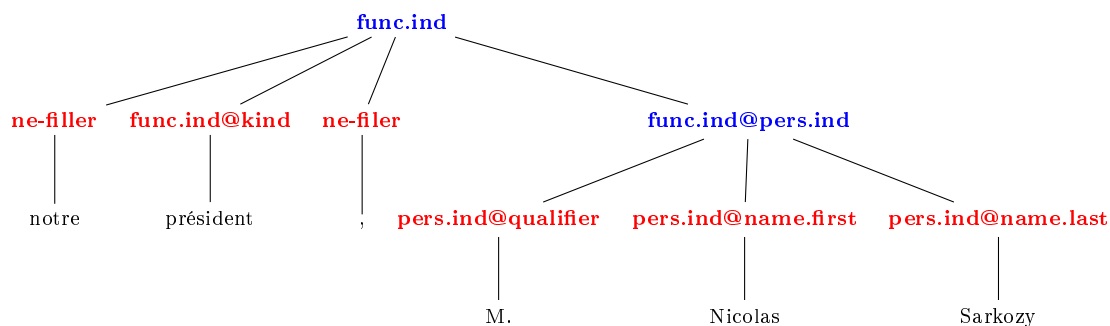 func.ind
ne-filler func.ind@kind ne-filer func.ind@pers.ind
notre président , pers.ind@qualifier pers.ind@name.first pers.ind@name.last
M. Nicolas Sarkozy